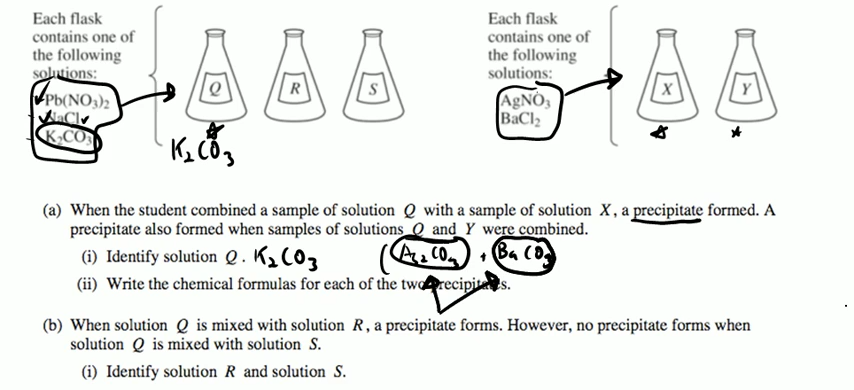 Each flask
contains one of
the following
solutions:
Pb(NO₃)₂
NaCl
K₂CO₃
Q
R
S
K₂CO₃
Each flask
contains one of
the following
solutions:
AgNO₃
BaCl₂
X
Y
(a) When the student combined a sample of solution Q with a sample of solution X, a precipitate formed. A
precipitate also formed when samples of solutions Q and Y were combined.
(i) Identify solution Q. K₂CO₃ (Ag₂CO₃, BaCO₃
(ii) Write the chemical formulas for each of the two precipitates.
(b) When solution Q is mixed with solution R, a precipitate forms. However, no precipitate forms when
solution Q is mixed with solution S.
(i) Identify solution R and solution S.